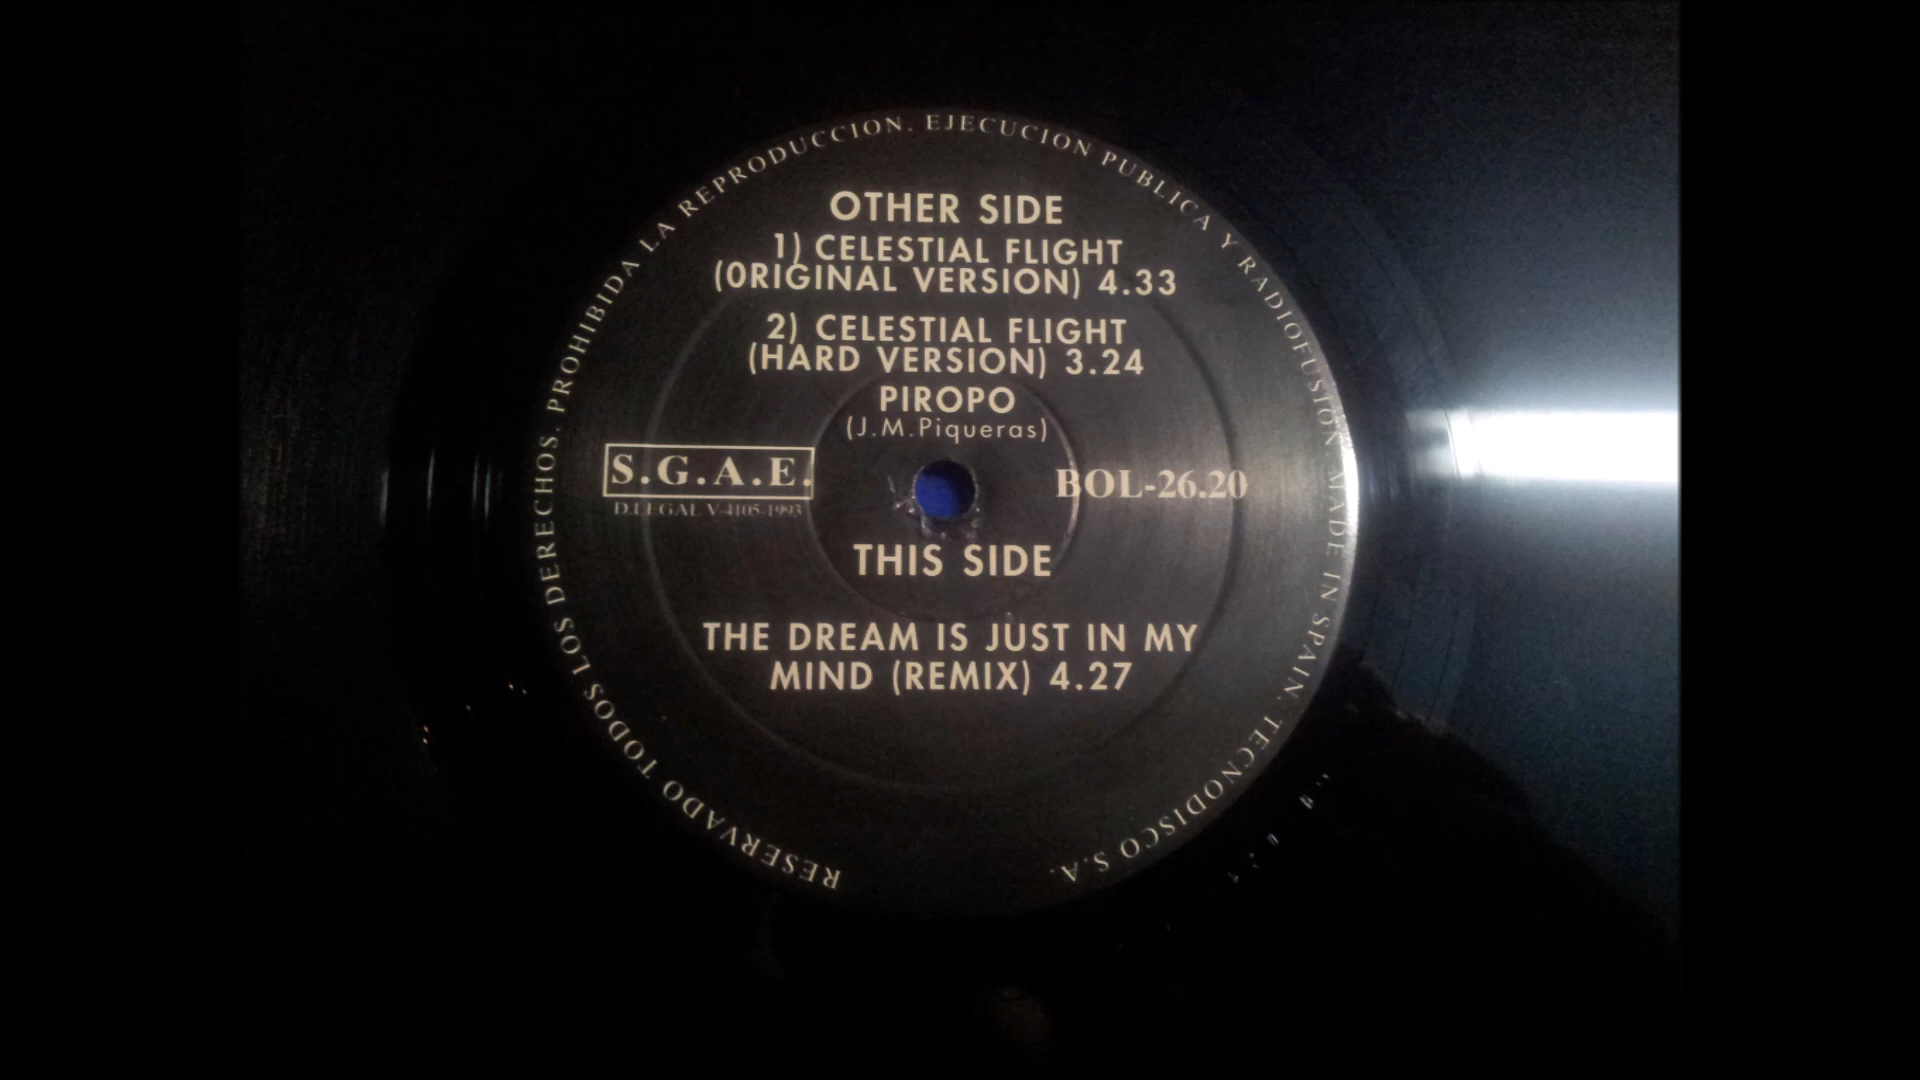 RESERVADO TODOS LOS DERECHOS. PROHIBIDA LA REPRODUCCION, EJECUCION PUBLICA Y RADIOFUSION. MADE IN SPAIN. TECNODISCO S.A.
OTHER SIDE
1) CELESTIAL FLIGHT
(0RIGINAL VERSION) 4.33
2) CELESTIAL FLIGHT
(HARD VERSION) 3.24
PIROPO
(J.M.Piqueras)
S.G.A.E.
D.LEGAL V-4105-1993
BOL-26.20
THIS SIDE
THE DREAM IS JUST IN MY
MIND (REMIX) 4.27